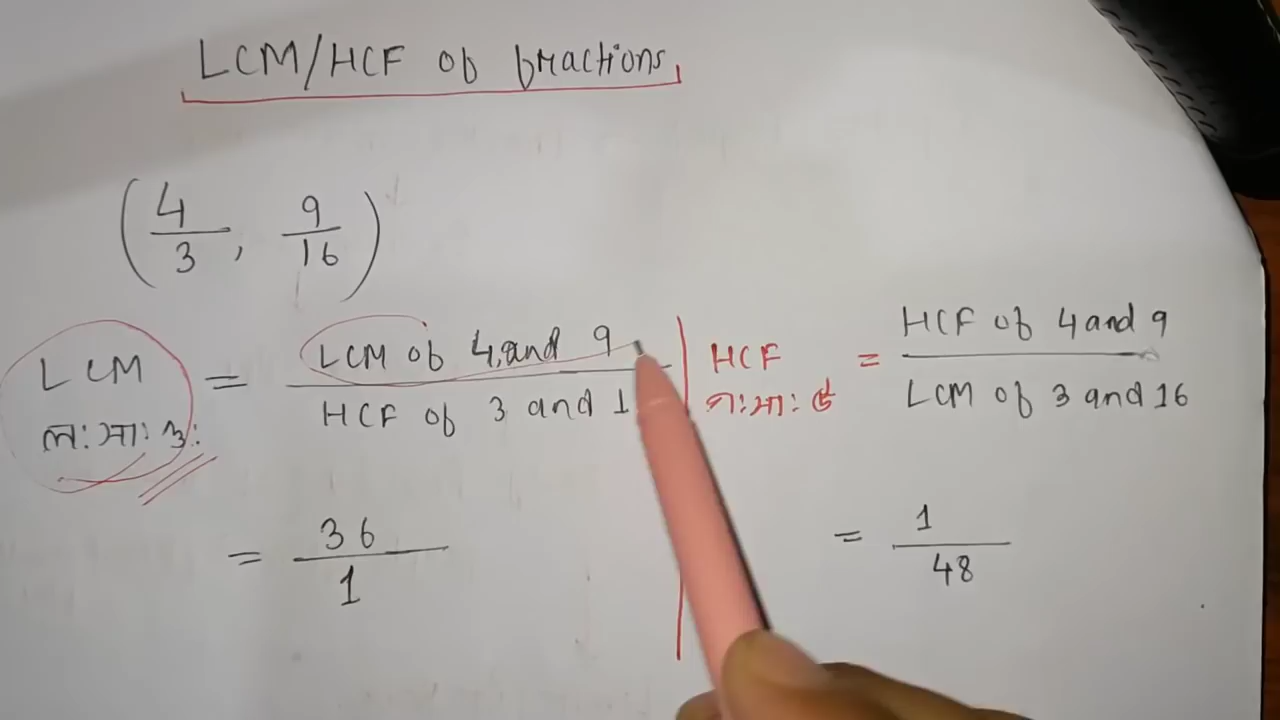 LCM/HCF of fractions
(4/3, 9/16)
LCM = LCM of 4 and 9 / HCF of 3 and 1
ल: सा: अ:
HCF = HCF of 4 and 9 / LCM of 3 and 16
= 36/1
= 1/48